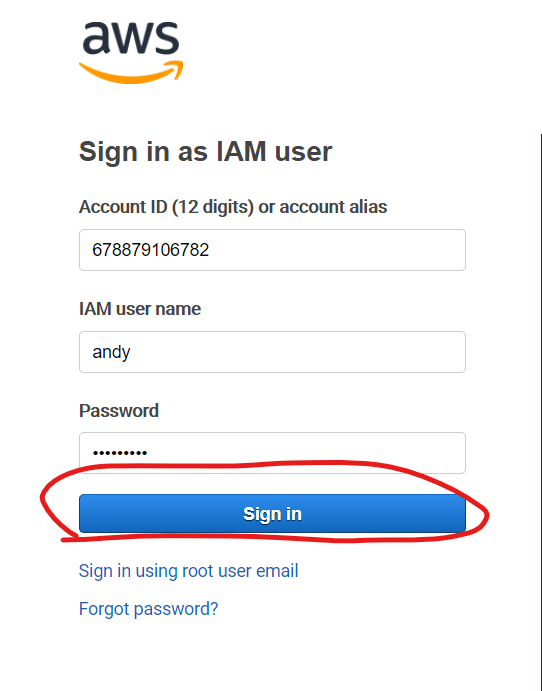 aws
Sign in as IAM user
Account ID (12 digits) or account alias
678879106782
IAM user name
andy
Password
•••••••••
Sign in
Sign in using root user email
Forgot password?